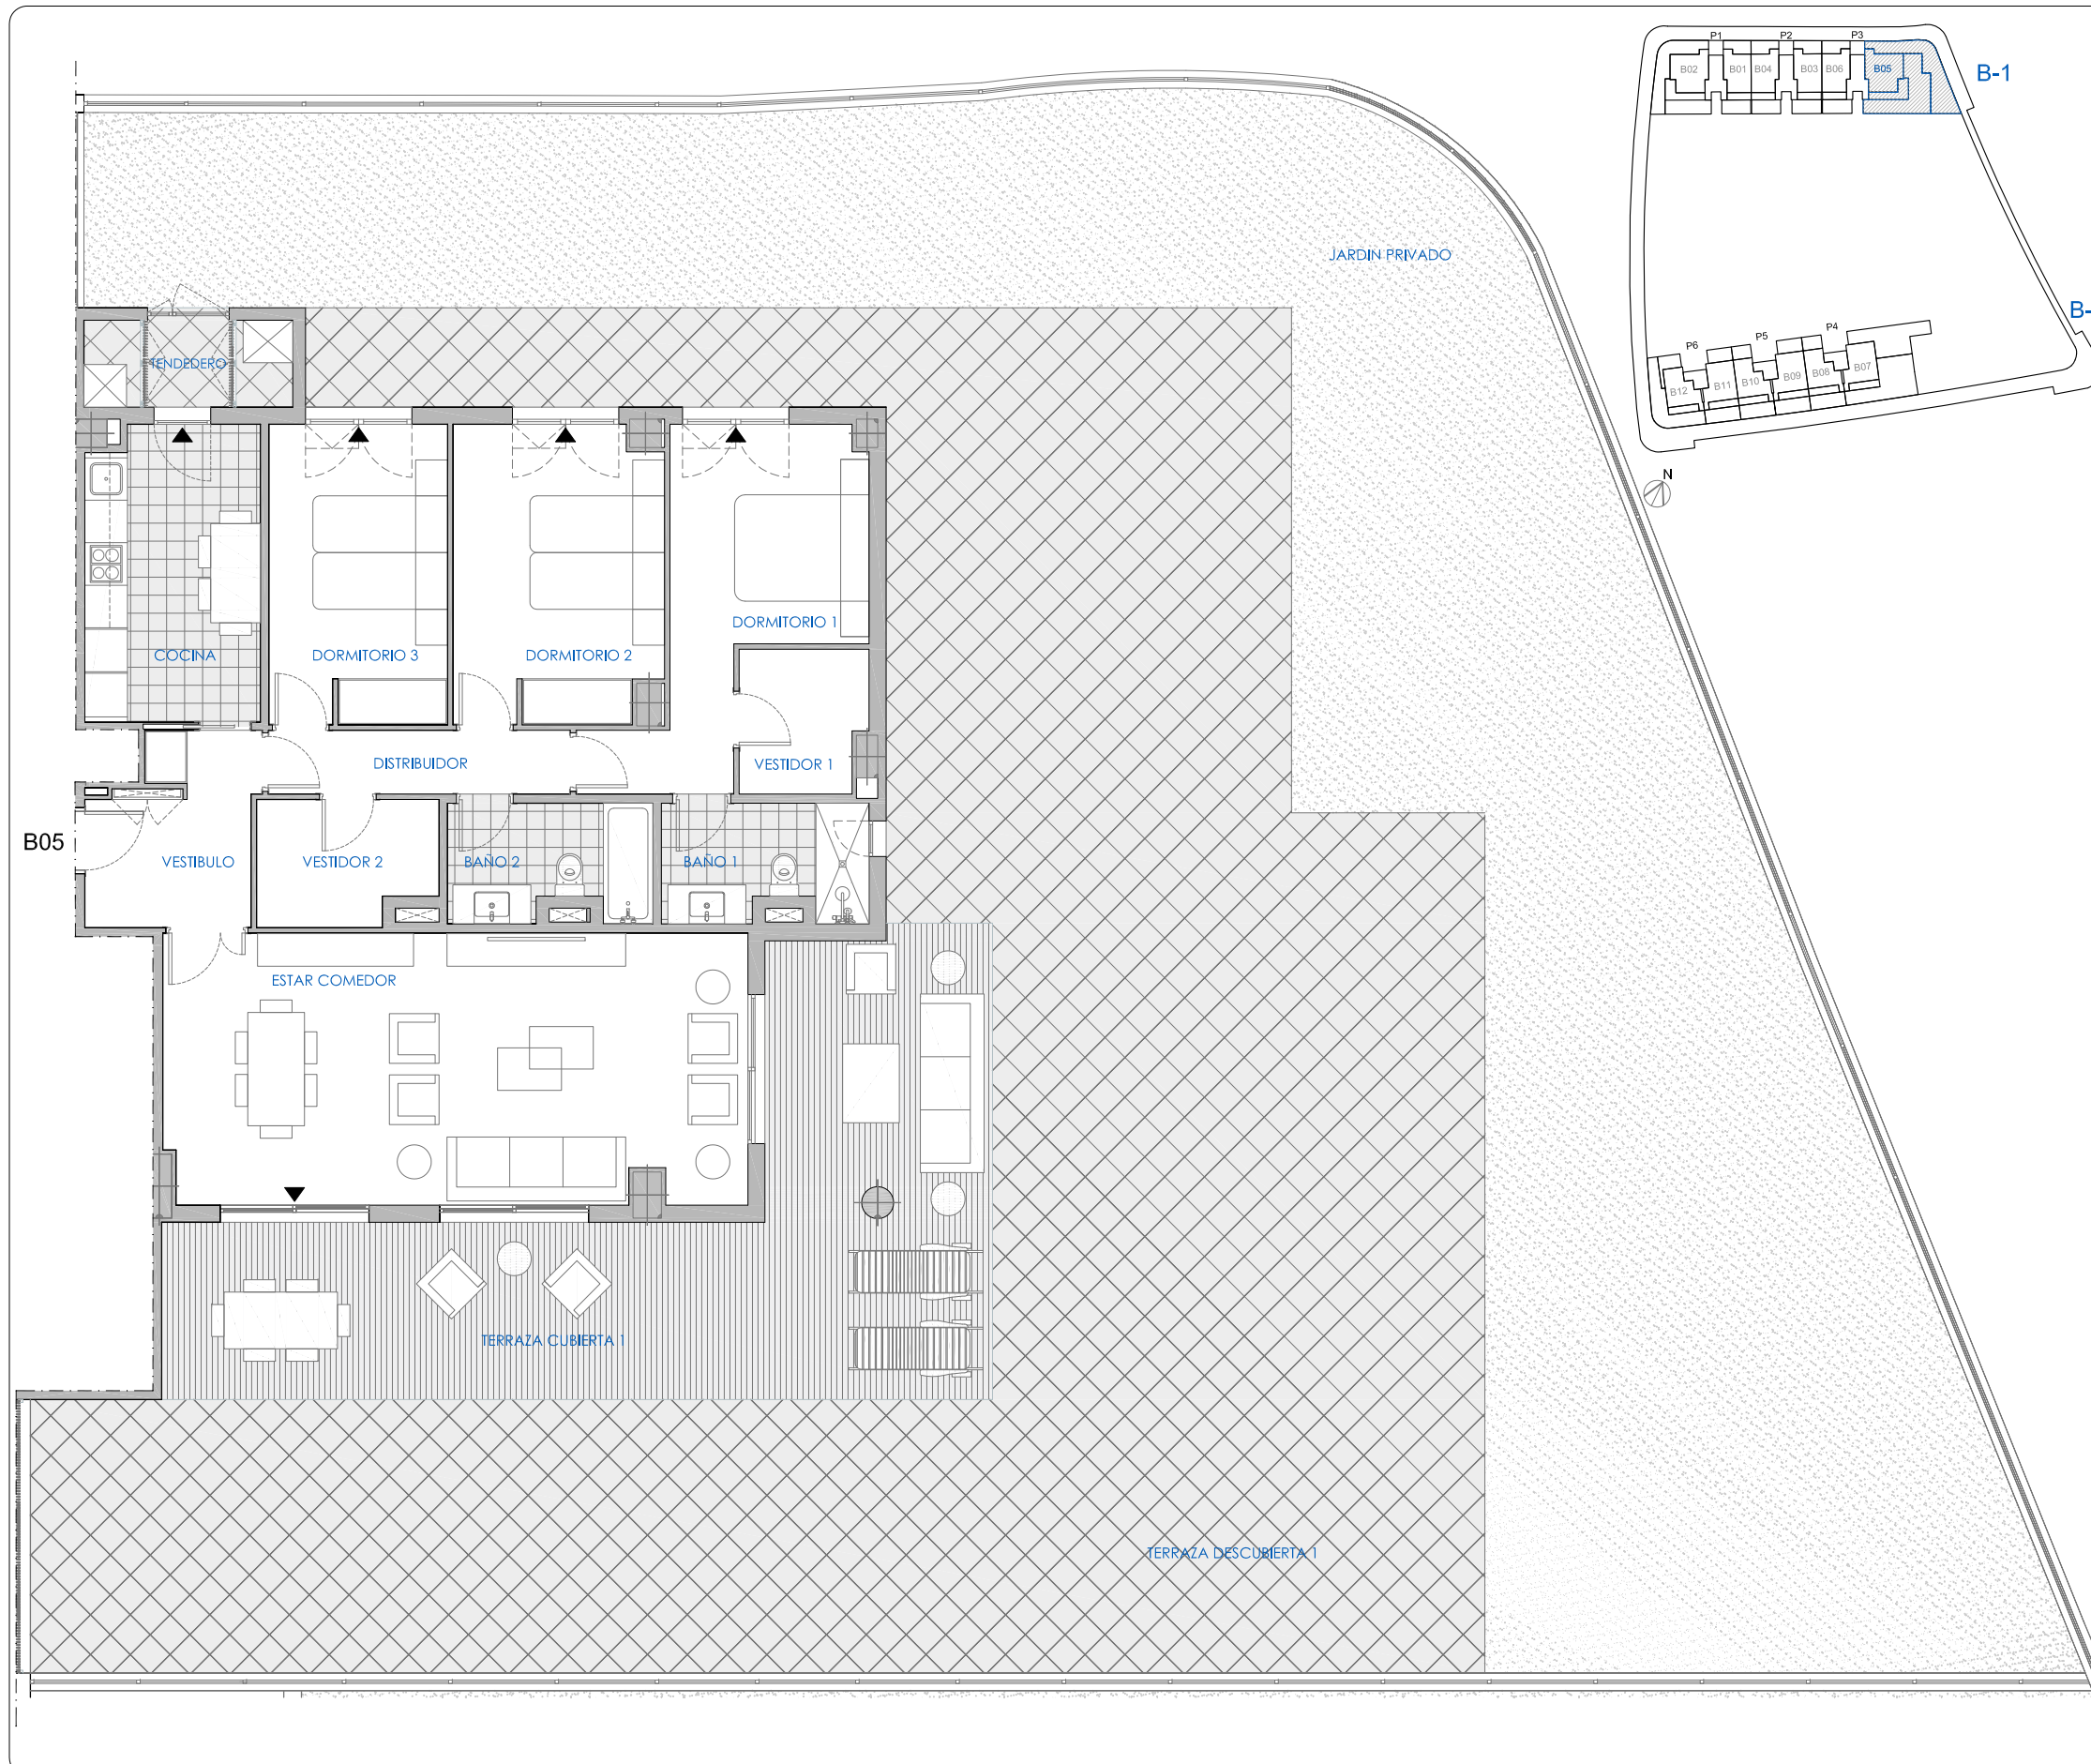 P1
P2
P3
B02
B01
B04
B03
B06
B05
B-1
JARDIN PRIVADO
B-
P6
P5
P4
B12
B11
B10
B09
B08
B07
N
TENDEDERO
DORMITORIO 1
COCINA
DORMITORIO 3
DORMITORIO 2
DISTRIBUIDOR
VESTIDOR 1
B05
VESTIBULO
VESTIDOR 2
BAÑO 2
BAÑO 1
ESTAR COMEDOR
TERRAZA CUBIERTA 1
TERRAZA DESCUBIERTA 1